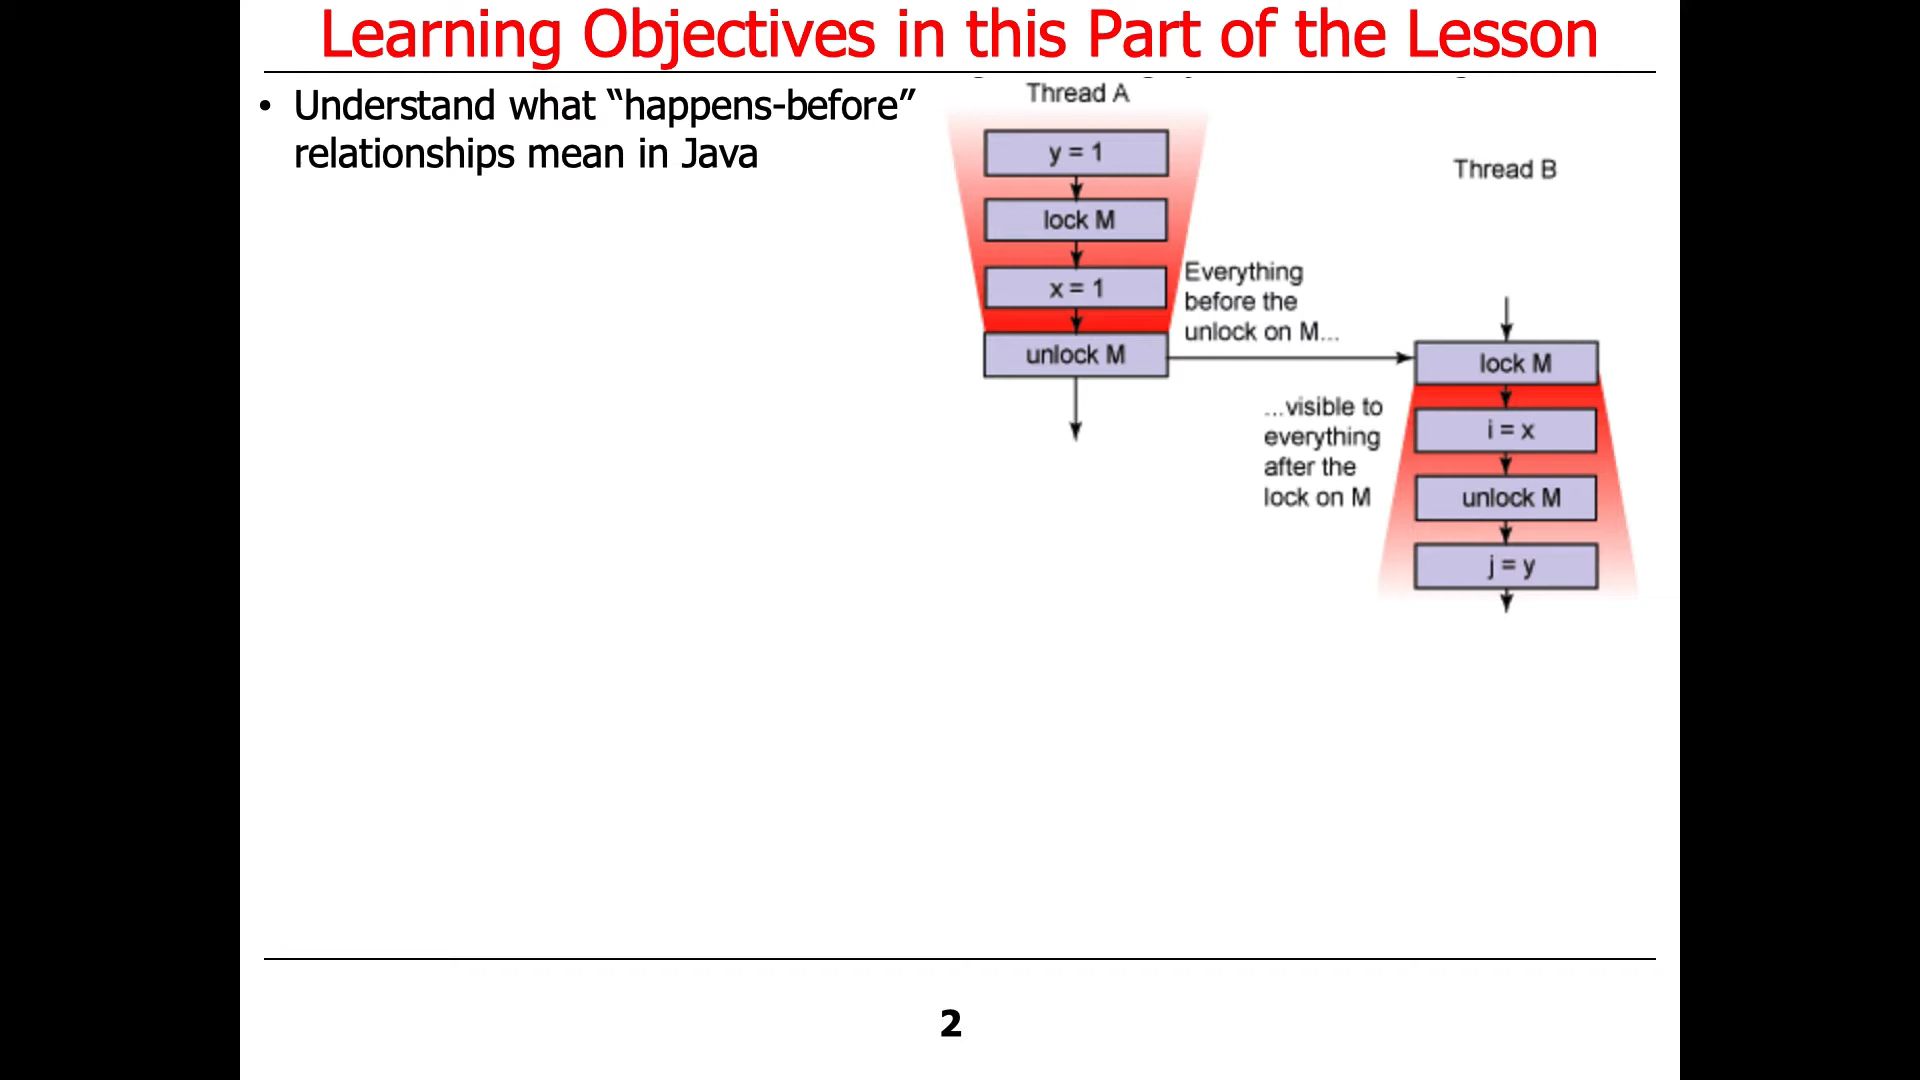 Learning Objectives in this Part of the Lesson
• Understand what “happens-before”
relationships mean in Java
Thread A
y = 1
lock M
x = 1
unlock M
Everything
before the
unlock on M...
Thread B
lock M
i = x
unlock M
j = y
...visible to
everything
after the
lock on M
2